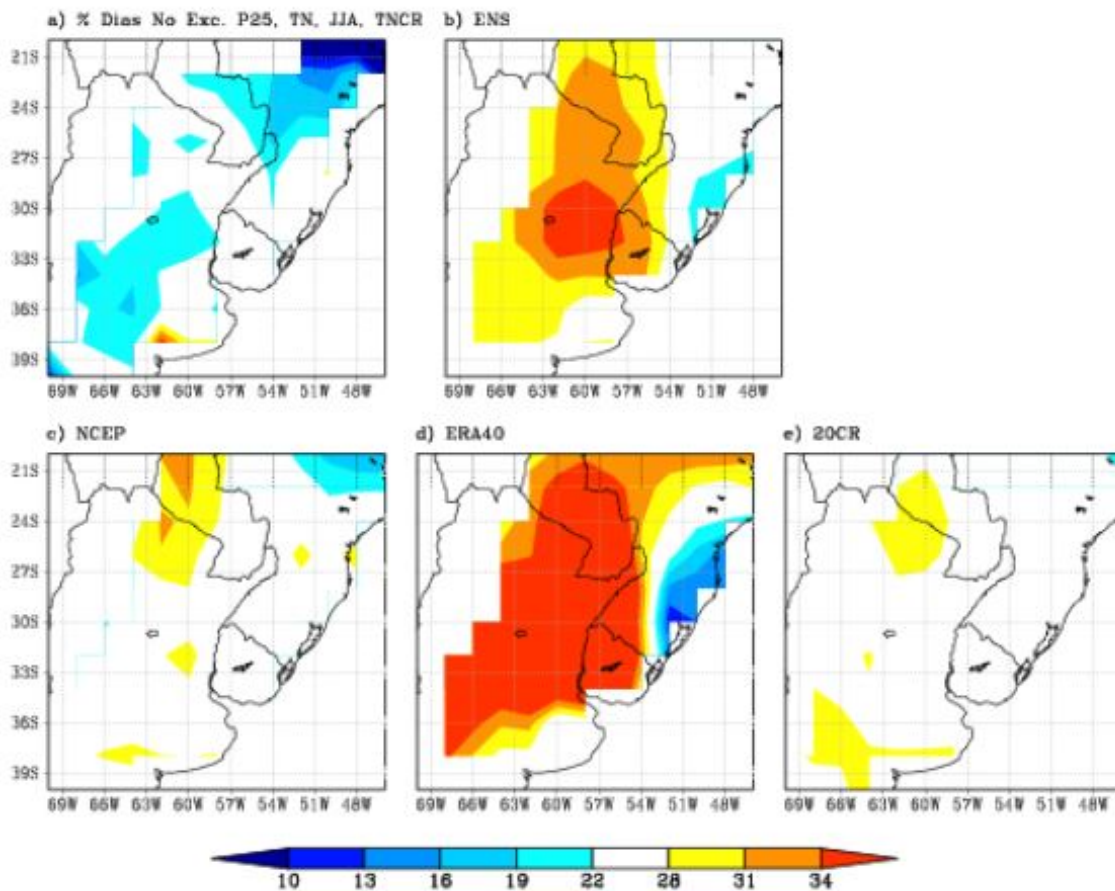 a) % Dias No Exc. P25, TN, JJA, TNCR
b) ENS
21S
24S
27S
30S
33S
36S
39S
69W 66W 63W 60W 57W 54W 51W 48W
69W 66W 63W 60W 57W 54W 51W 48W
c) NCEP
d) ERA40
e) 20CR
21S
24S
27S
30S
33S
36S
39S
69W 66W 63W 60W 57W 54W 51W 48W
69W 66W 63W 60W 57W 54W 51W 48W
69W 66W 63W 60W 57W 54W 51W 48W
10 13 16 19 22 28 31 34